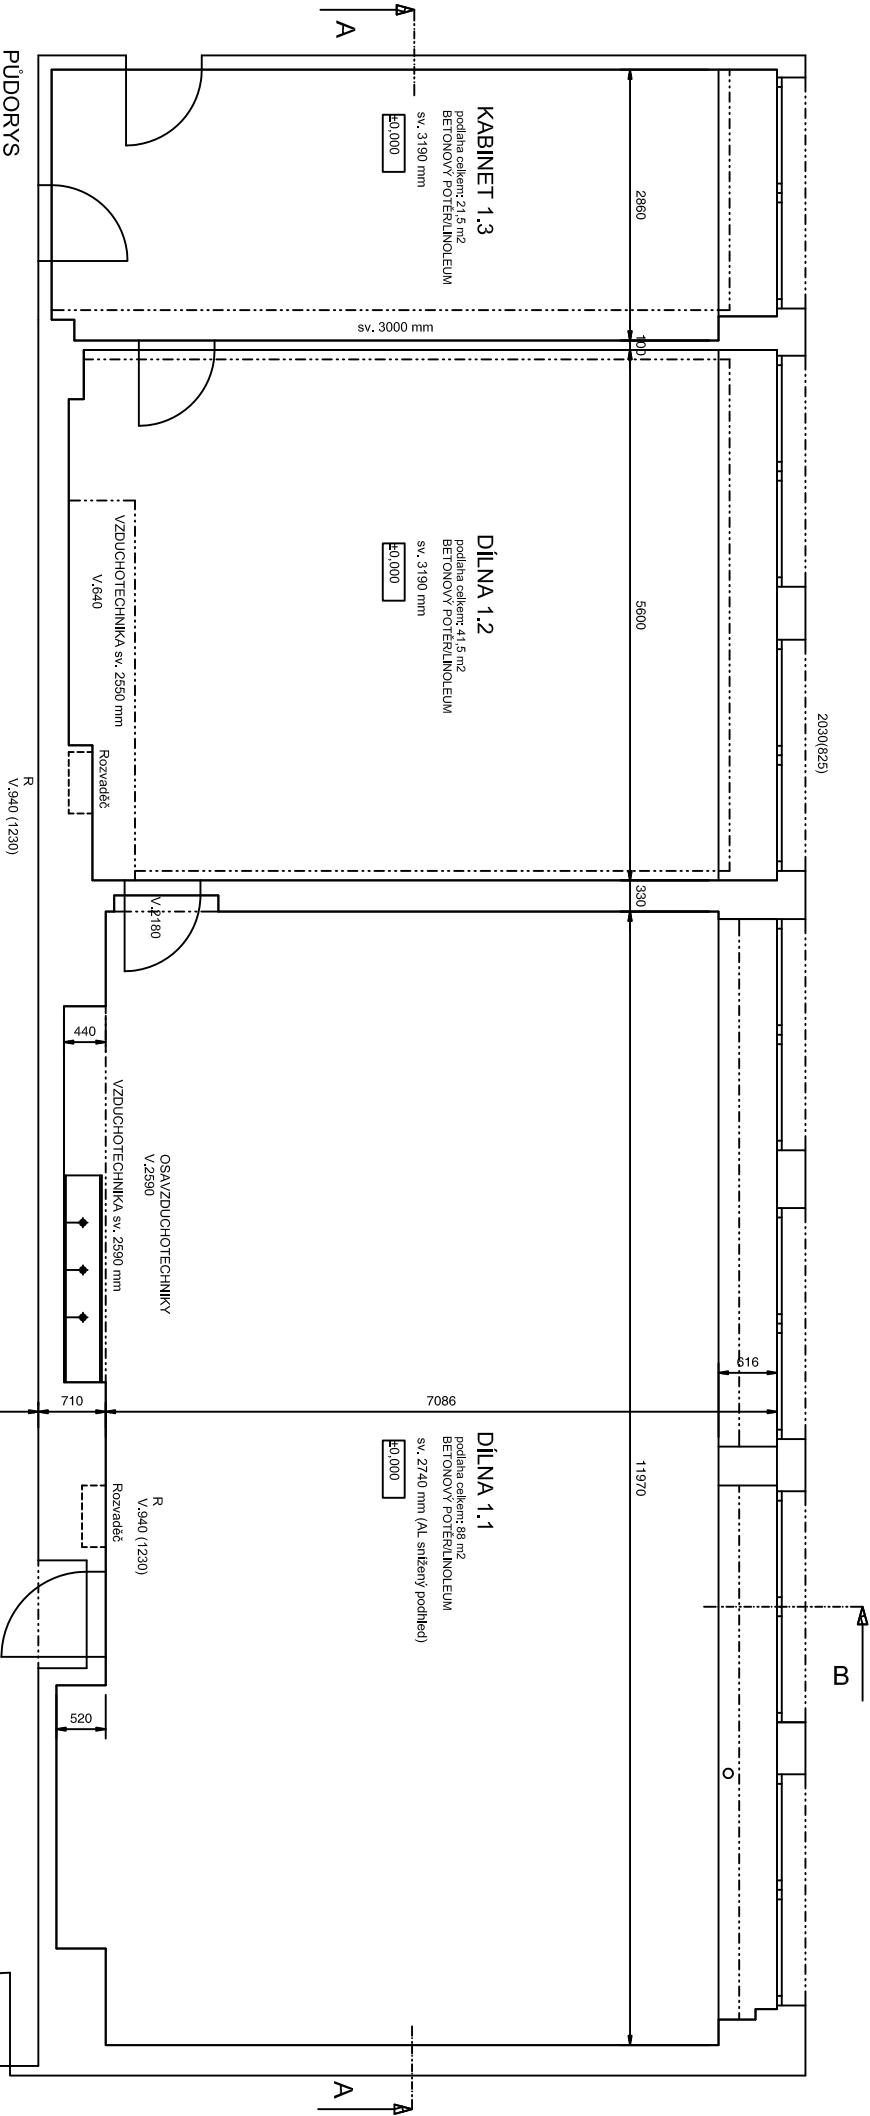 PŮDORYS
A
KABINET 1.3
podlaha celkem: 21,5 m2
BETONOVÝ POTĚR/LINOLEUM
sv. 3190 mm
±0,000
2860
sv. 3000 mm
100
DÍLNA 1.2
podlaha celkem: 41,5 m2
BETONOVÝ POTĚR/LINOLEUM
sv. 3190 mm
±0,000
5600
2030(825)
VZDUCHOTECHNIKA sv. 2550 mm
V.640
Rozvaděč
R
V.940 (1230)
V.2180
330
440
VZDUCHOTECHNIKA sv. 2590 mm
OSAVZDUCHOTECHNIKY
V.2590
616
710
7086
11970
DÍLNA 1.1
podlaha celkem: 88 m2
BETONOVÝ POTĚR/LINOLEUM
sv. 2740 mm (AL snížený podhled)
±0,000
Rozvaděč
R
V.940 (1230)
520
B
A